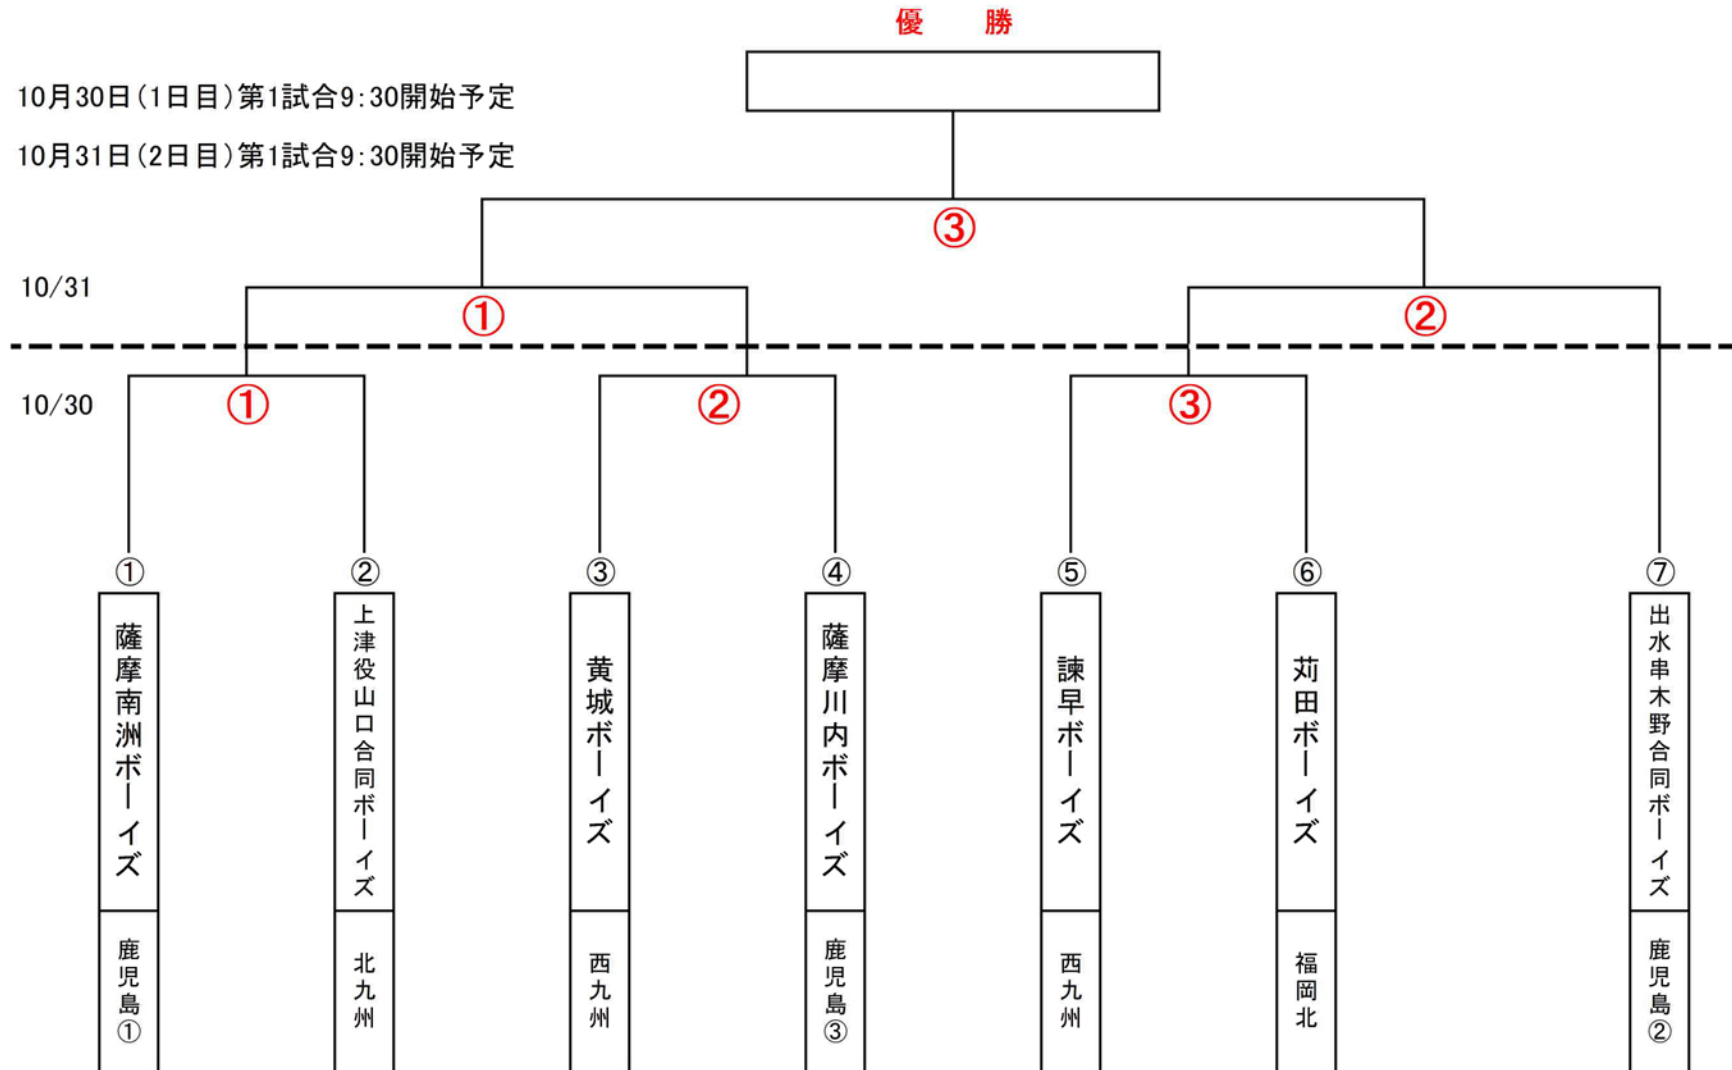 優　勝
10月30日(1日目)第1試合9:30開始予定
10月31日(2日目)第1試合9:30開始予定
③
10/31
①
②
10/30
①
②
③
①
②
③
④
⑤
⑥
⑦
薩摩南洲ボーイズ
上津役山口合同ボーイズ
黄城ボーイズ
薩摩川内ボーイズ
諫早ボーイズ
苅田ボーイズ
出水串木野合同ボーイズ
鹿児島①
北九州
西九州
鹿児島③
西九州
福岡北
鹿児島②